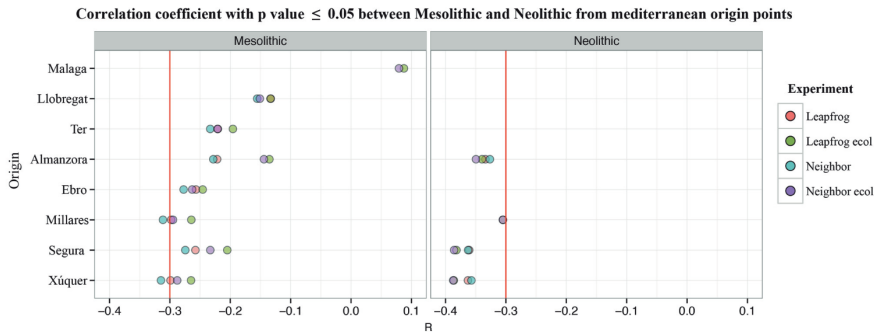 Correlation coefficient with p value ≤ 0.05 between Mesolithic and Neolithic from mediterranean origin points
Mesolithic
Neolithic
Origin
Malaga
Llobregat
Ter
Almanzora
Ebro
Millares
Segura
Xúquer
−0.4 −0.3 −0.2 −0.1 0.0 0.1
−0.4 −0.3 −0.2 −0.1 0.0 0.1
R
Experiment
Leapfrog
Leapfrog ecol
Neighbor
Neighbor ecol